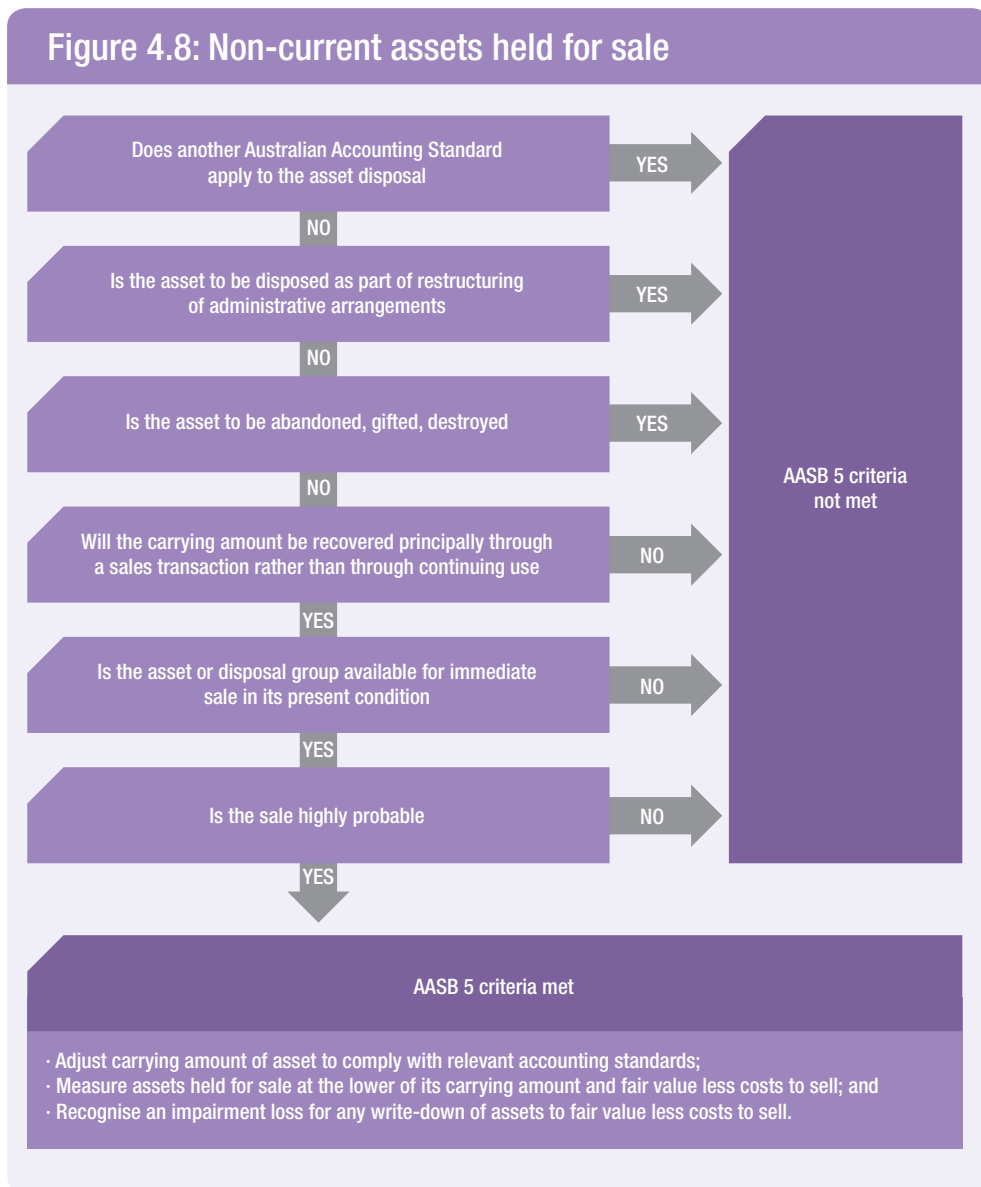 Figure 4.8: Non-current assets held for sale
Does another Australian Accounting Standard
apply to the asset disposal
YES
NO
Is the asset to be disposed as part of restructuring
of administrative arrangements
YES
NO
Is the asset to be abandoned, gifted, destroyed
YES
NO
Will the carrying amount be recovered principally through
a sales transaction rather than through continuing use
NO
YES
Is the asset or disposal group available for immediate
sale in its present condition
NO
YES
Is the sale highly probable
NO
YES
AASB 5 criteria
not met
AASB 5 criteria met
· Adjust carrying amount of asset to comply with relevant accounting standards;
· Measure assets held for sale at the lower of its carrying amount and fair value less costs to sell; and
· Recognise an impairment loss for any write-down of assets to fair value less costs to sell.